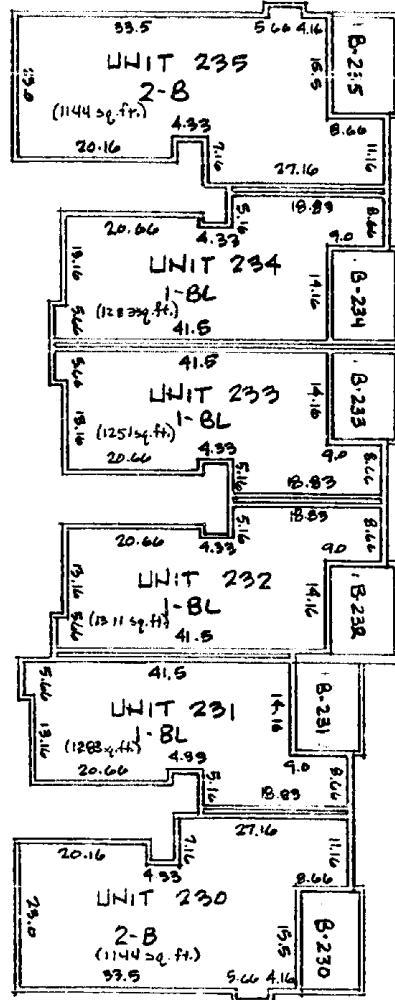 33.5
5.66 4.16
B-235
UNIT 235
2-B
(1144 sq.ft.)
23.0
15.5
20.16
4.33
7.16
8.66
11.16
27.16
18.83
20.66
4.33
5.16
8.66
9.0
UNIT 234
1-BL
(1283 sq.ft.)
13.16
5.66
14.16
B-234
41.5
41.5
5.66
UNIT 233
1-BL
(1251 sq.ft.)
13.16
14.16
B-233
20.66
4.33
5.16
9.0
8.66
18.83
18.83
20.66
4.33
5.16
8.66
9.0
UNIT 232
1-BL
(1311 sq.ft.)
13.16
5.66
14.16
B-232
41.5
41.5
5.66
UNIT 231
1-BL
(1283 sq.ft.)
13.16
14.16
B-231
20.66
4.33
5.16
9.0
8.66
18.83
27.16
20.16
4.33
7.16
11.16
8.66
UNIT 230
2-B
(1144 sq.ft.)
23.0
15.5
B-230
33.5
5.66 4.16